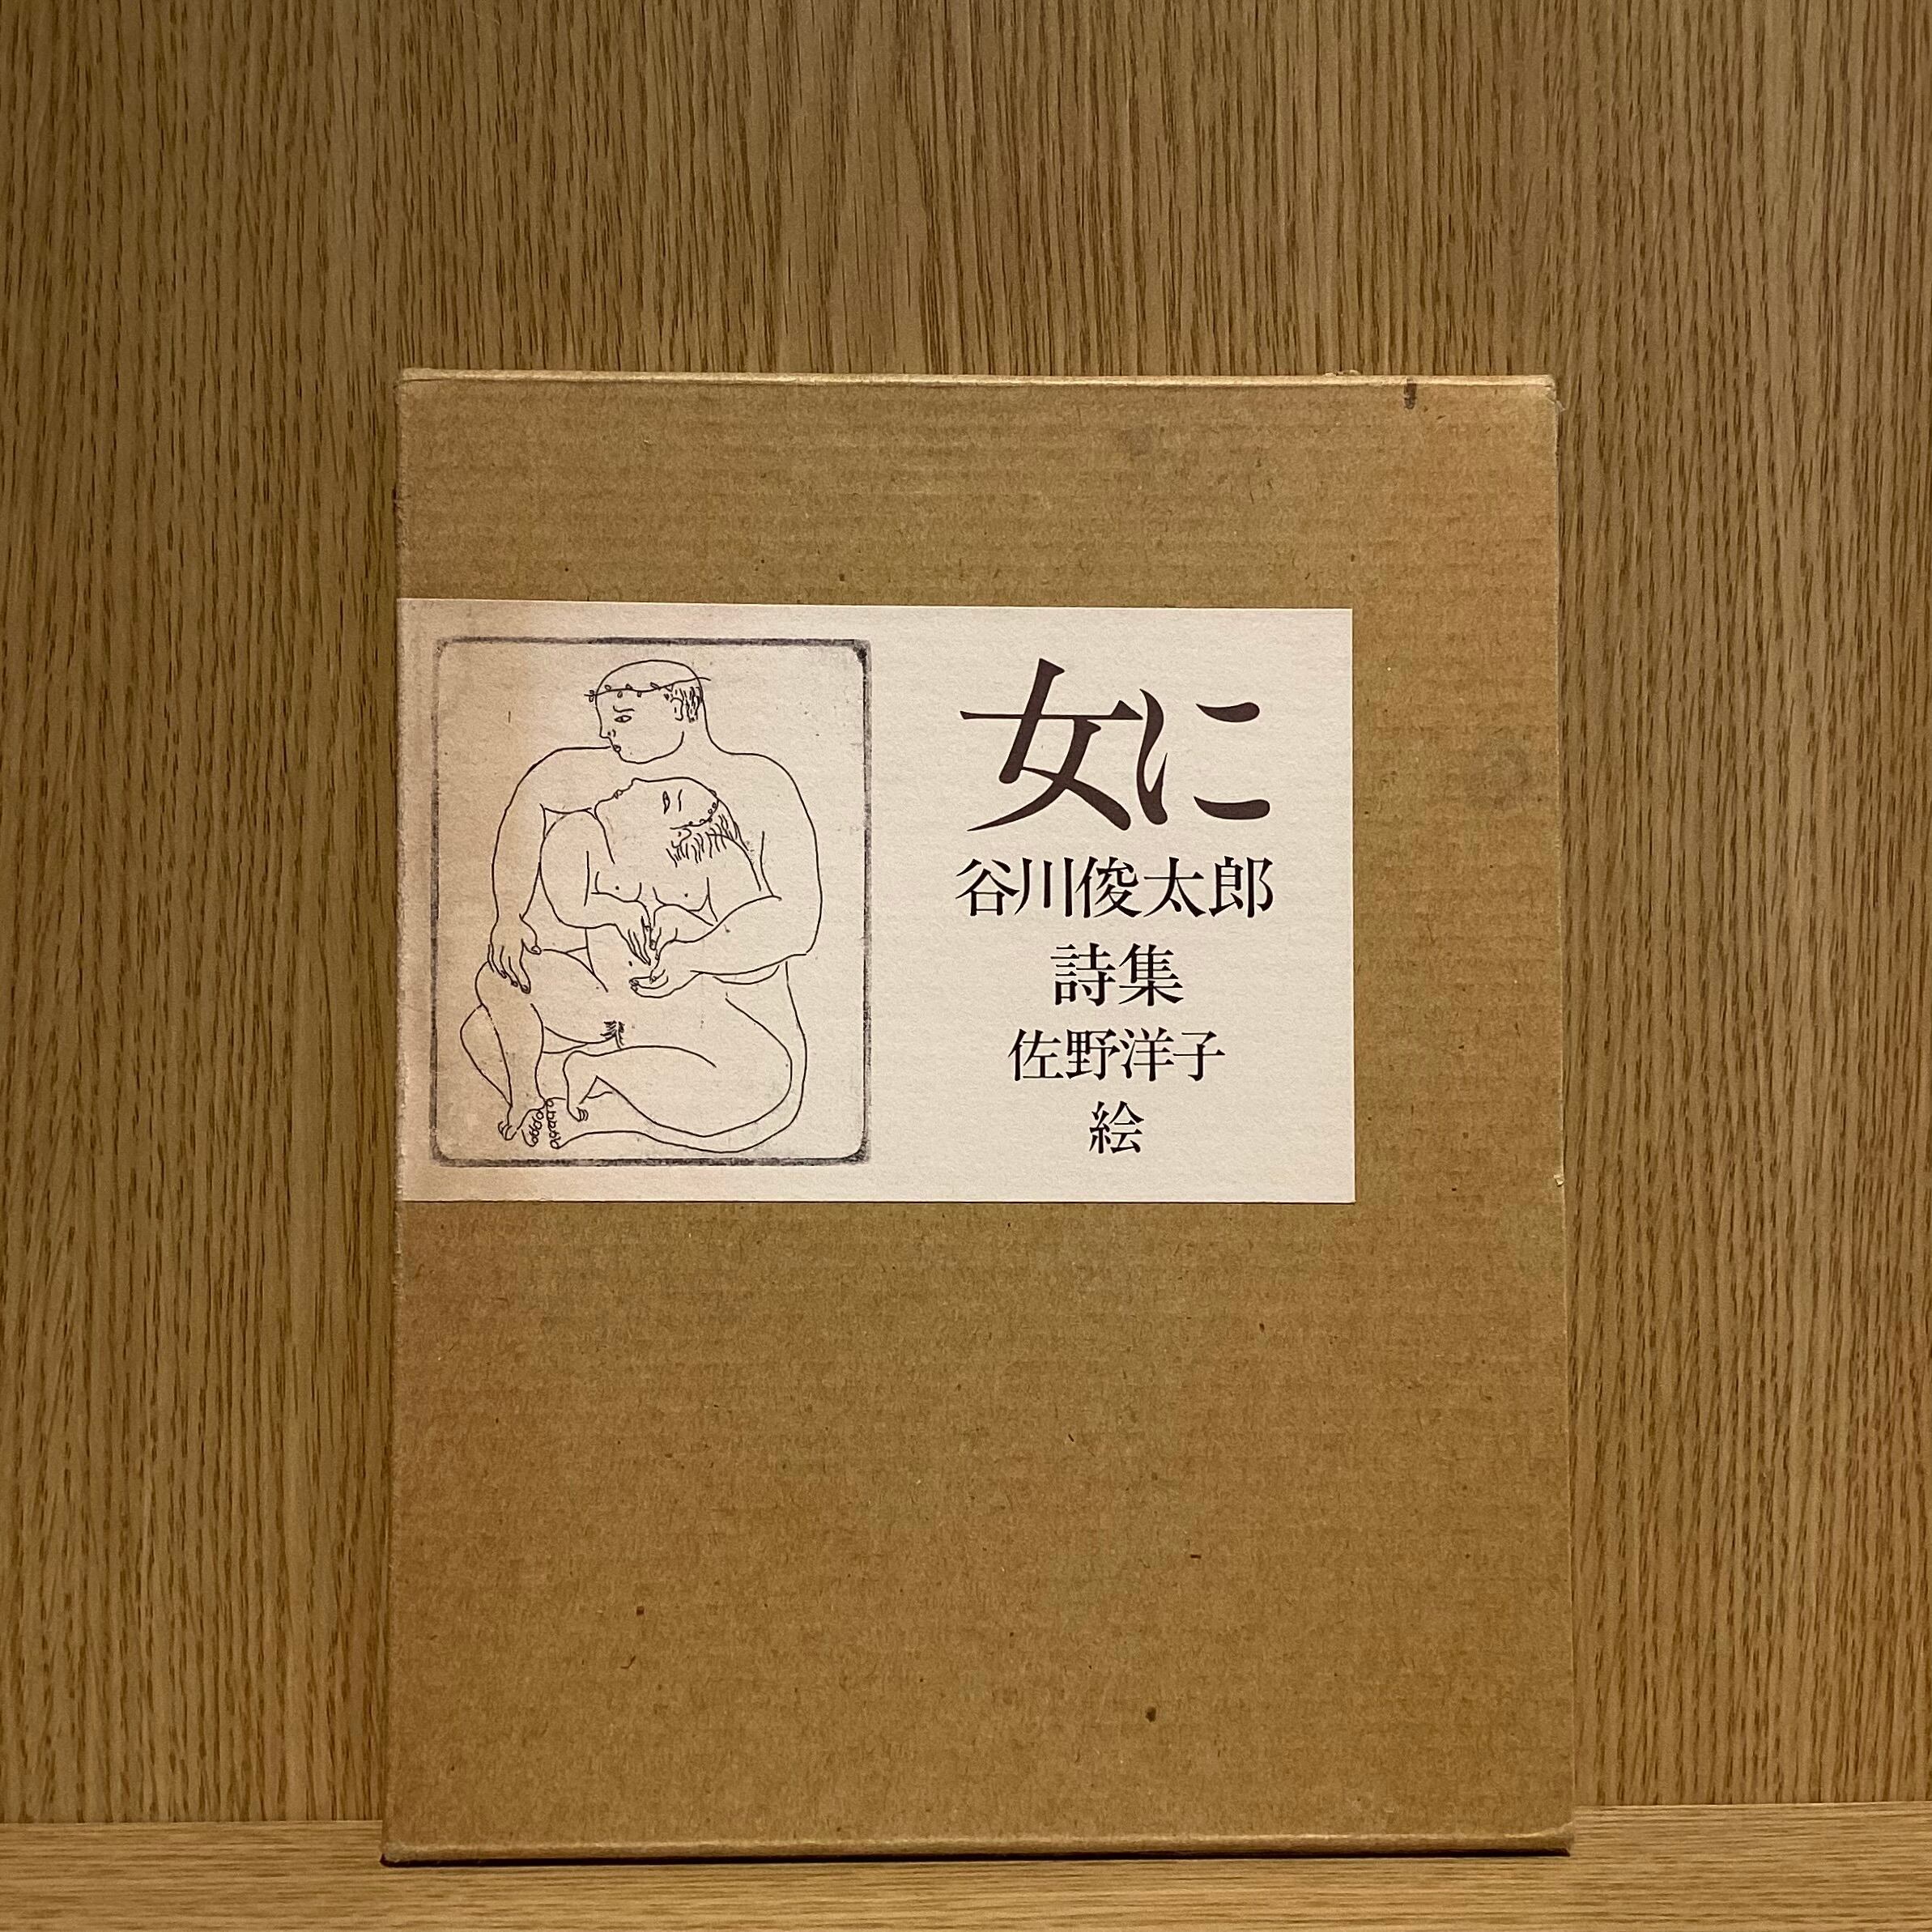 女に
谷川俊太郎
詩集
佐野洋子
絵